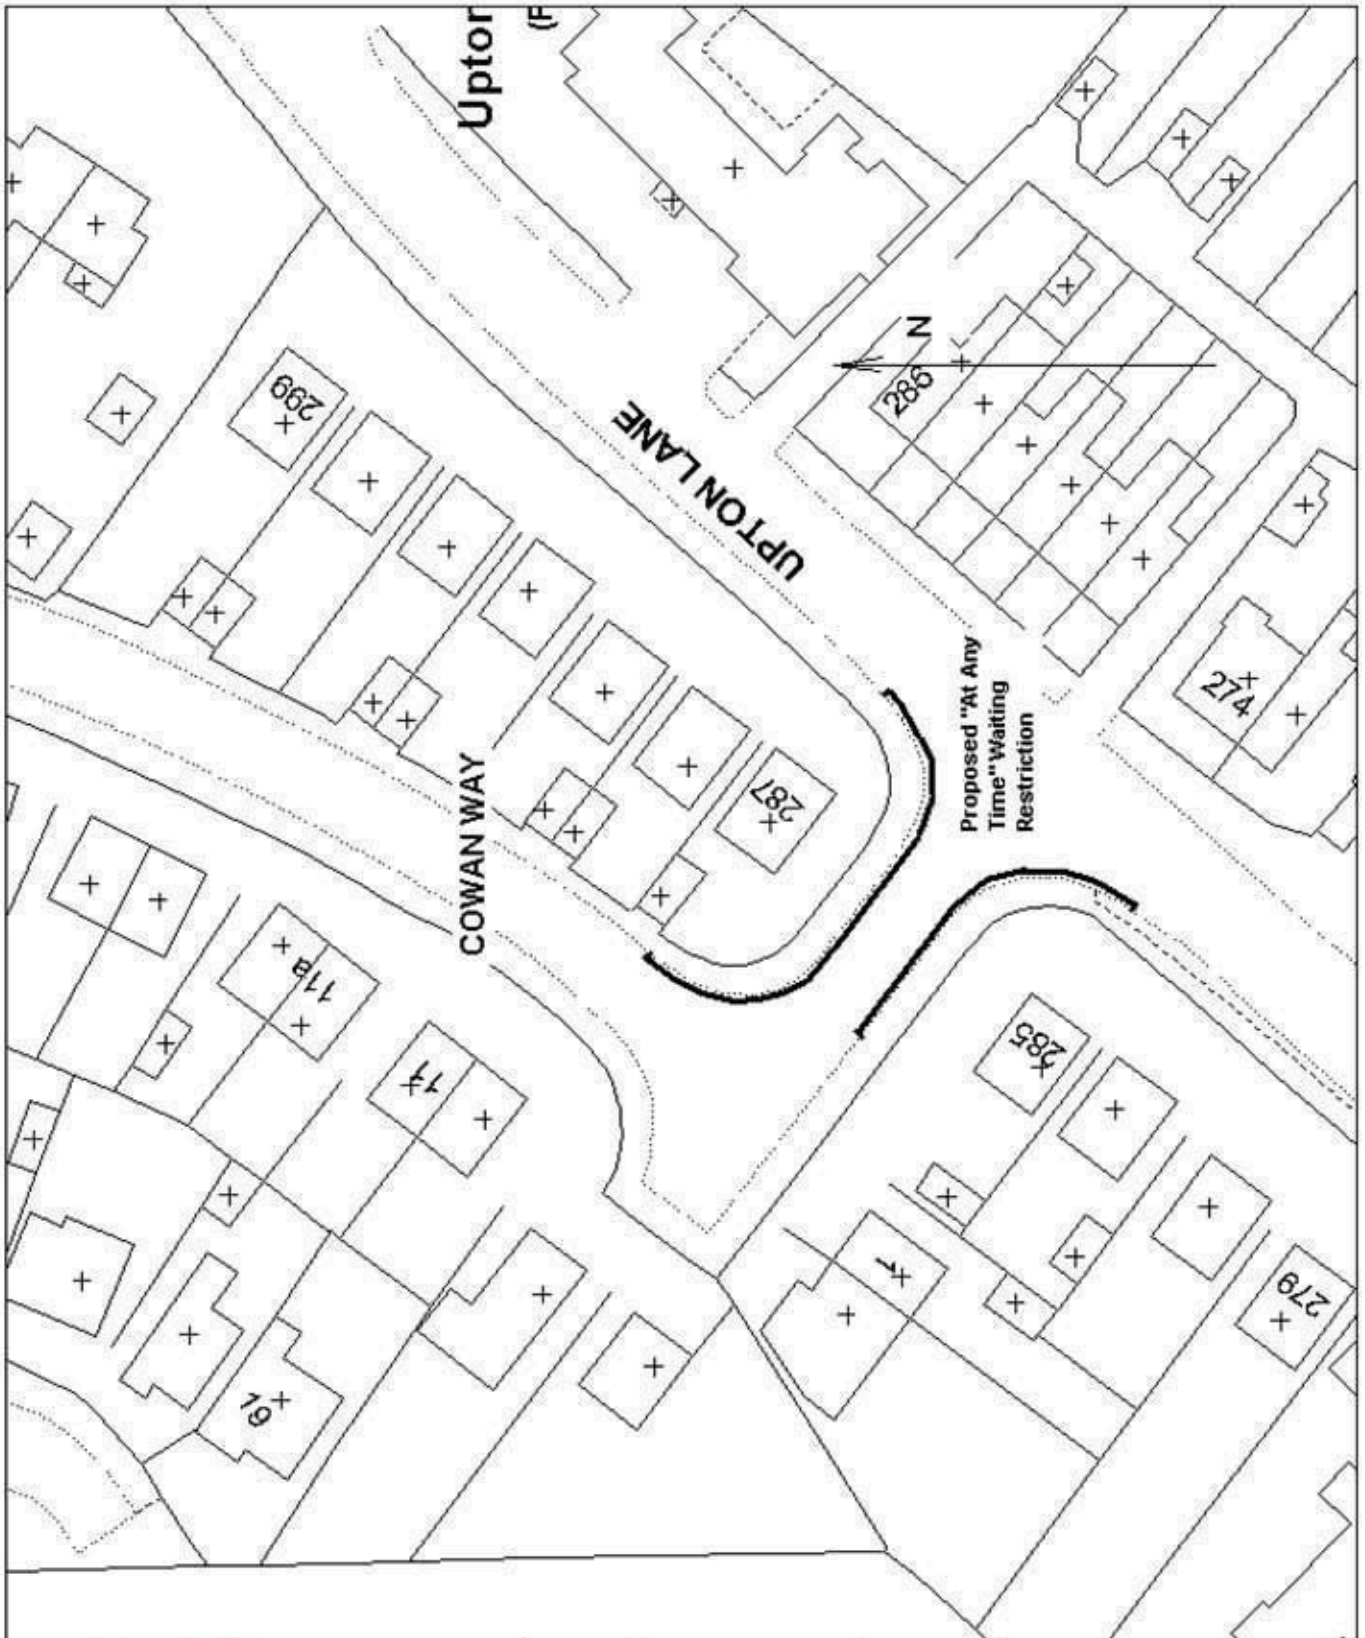 Upton
(P
299
N
286
UPTON LANE
Proposed "At Any
Time" Waiting
Restriction
274
COWAN WAY
287
11a
17
285
1
279
19